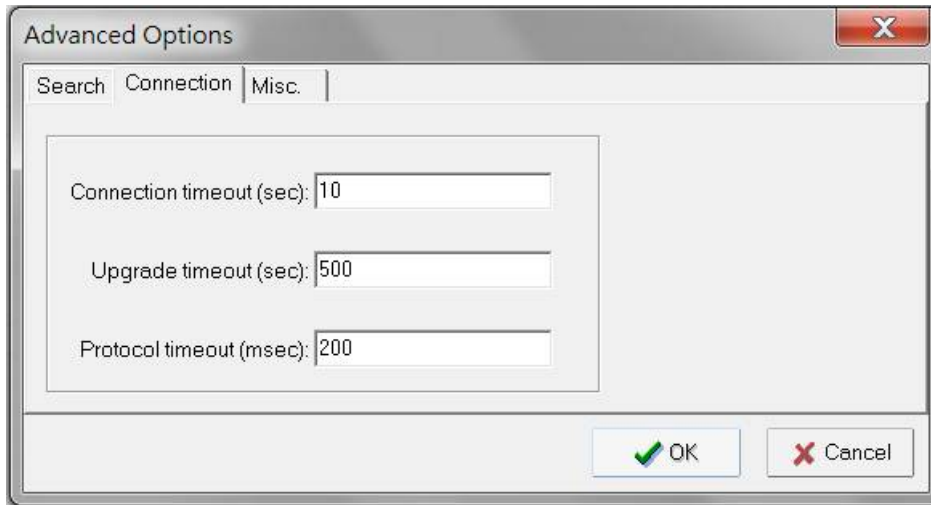 Advanced Options
Search Connection Misc.
Connection timeout (sec): 10
Upgrade timeout (sec): 500
Protocol timeout (msec): 200
OK Cancel